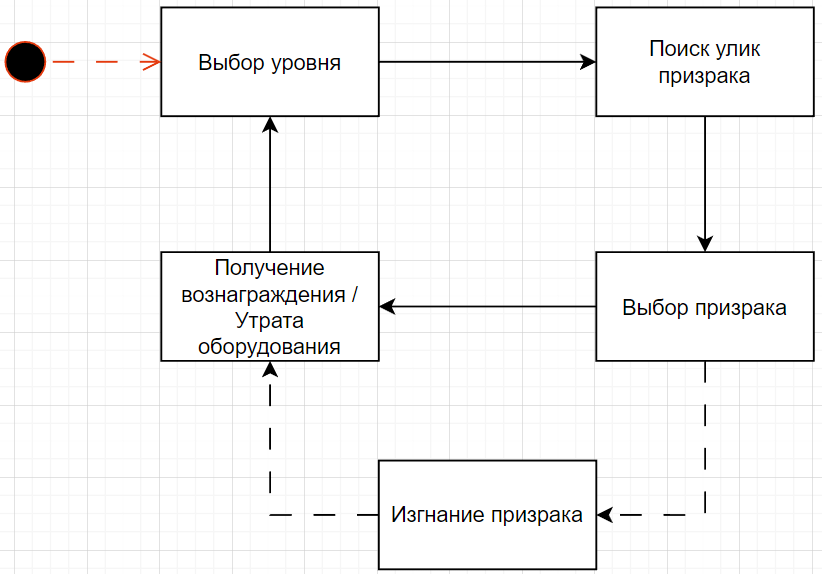 Выбор уровня
Поиск улик
призрака
Получение
вознаграждения /
Утрата
оборудования
Выбор призрака
Изгнание призрака